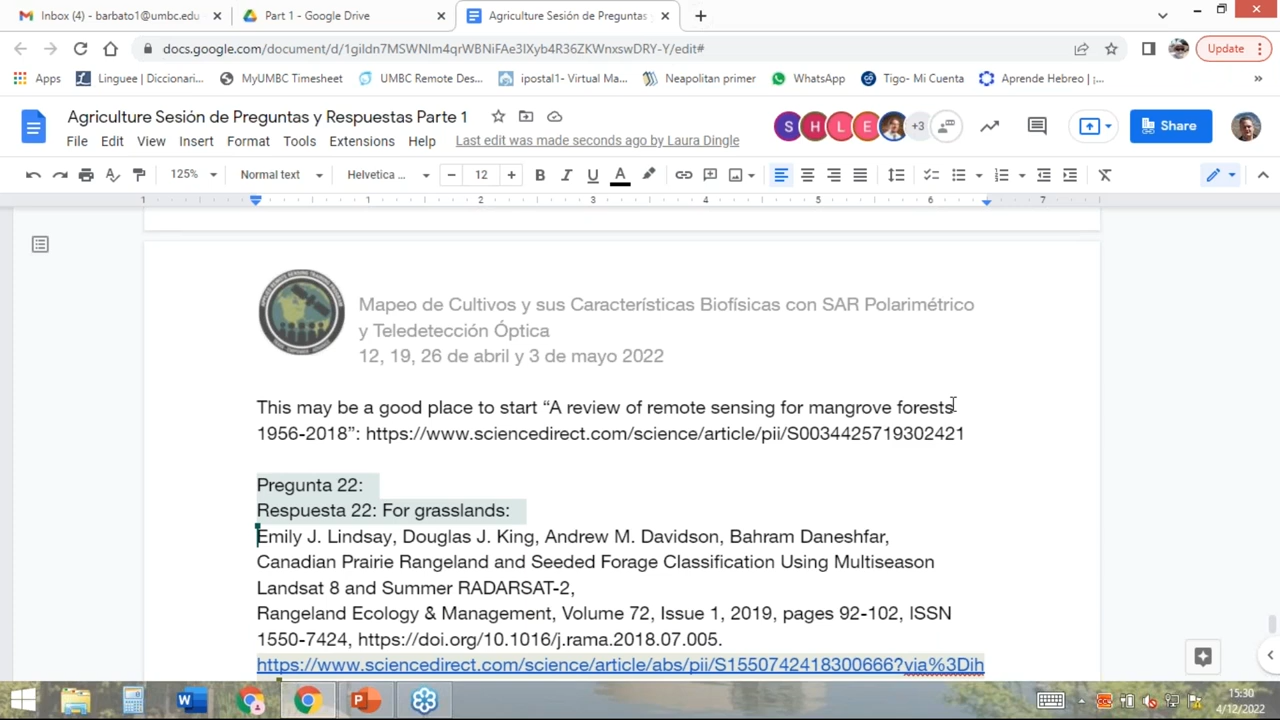 Inbox (4) - barbato1@umbc.edu
Part 1 - Google Drive
Agriculture Sesión de Preguntas
docs.google.com/document/d/1gildn7MSWNlm4qrWBNiFAe3lXyb4R36ZKWnxswDRY-Y/edit#
Update
Apps
Linguee | Diccionari...
MyUMBC Timesheet
UMBC Remote Des...
ipostal1- Virtual Ma...
Neapolitan primer
WhatsApp
Tigo- Mi Cuenta
Aprende Hebreo | ¡...
»
Agriculture Sesión de Preguntas y Respuestas Parte 1
S H L E +3
Share
File Edit View Insert Format Tools Extensions Help Last edit was made seconds ago by Laura Dingle
125% Normal text Helvetica ... 12 B I U A
1 1 2 3 4 5 6 7
Mapeo de Cultivos y sus Características Biofísicas con SAR Polarimétrico
y Teledetección Óptica
12, 19, 26 de abril y 3 de mayo 2022
This may be a good place to start “A review of remote sensing for mangrove forests
1956-2018”: https://www.sciencedirect.com/science/article/pii/S0034425719302421
Pregunta 22:
Respuesta 22: For grasslands:
Emily J. Lindsay, Douglas J. King, Andrew M. Davidson, Bahram Daneshfar,
Canadian Prairie Rangeland and Seeded Forage Classification Using Multiseason
Landsat 8 and Summer RADARSAT-2,
Rangeland Ecology & Management, Volume 72, Issue 1, 2019, pages 92-102, ISSN
1550-7424, https://doi.org/10.1016/j.rama.2018.07.005.
https://www.sciencedirect.com/science/article/abs/pii/S1550742418300666?via%3Dih
15:30
4/12/2022